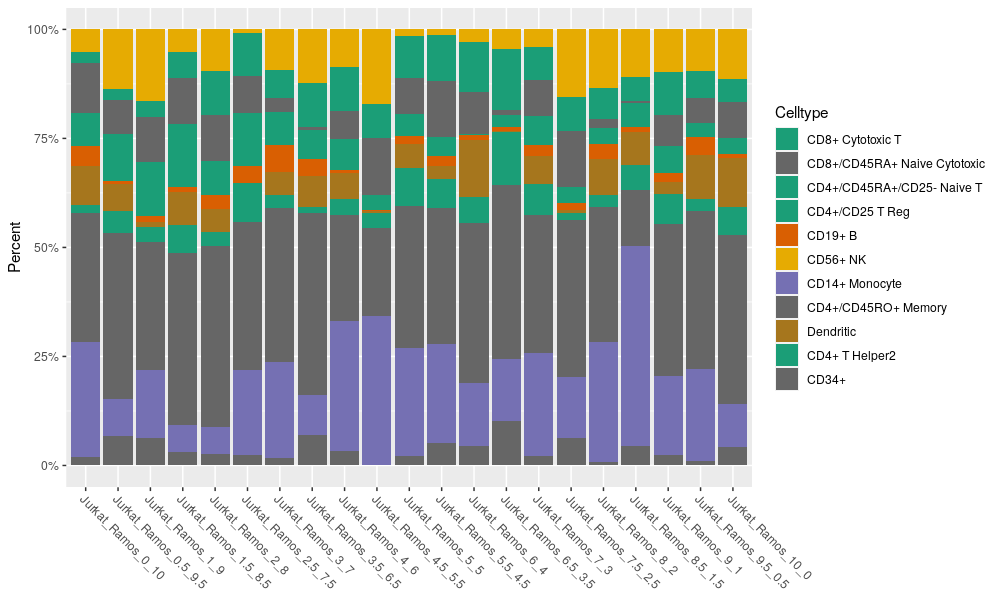 100%
75%
50%
25%
0%
Percent
Jurkat_Ramos_0_10
Jurkat_Ramos_0.5_9.5
Jurkat_Ramos_1_9
Jurkat_Ramos_1.5_8.5
Jurkat_Ramos_2_8
Jurkat_Ramos_2.5_7.5
Jurkat_Ramos_3_7
Jurkat_Ramos_3.5_6.5
Jurkat_Ramos_4_6
Jurkat_Ramos_4.5_5.5
Jurkat_Ramos_5_5
Jurkat_Ramos_5.5_4.5
Jurkat_Ramos_6_4
Jurkat_Ramos_6.5_3.5
Jurkat_Ramos_7_3
Jurkat_Ramos_7.5_2.5
Jurkat_Ramos_8_2
Jurkat_Ramos_8.5_1.5
Jurkat_Ramos_9_1
Jurkat_Ramos_9.5_0.5
Jurkat_Ramos_10_0
Celltype
CD8+ Cytotoxic T
CD8+/CD45RA+ Naive Cytotoxic
CD4+/CD45RA+/CD25- Naive T
CD4+/CD25 T Reg
CD19+ B
CD56+ NK
CD14+ Monocyte
CD4+/CD45RO+ Memory
Dendritic
CD4+ T Helper2
CD34+